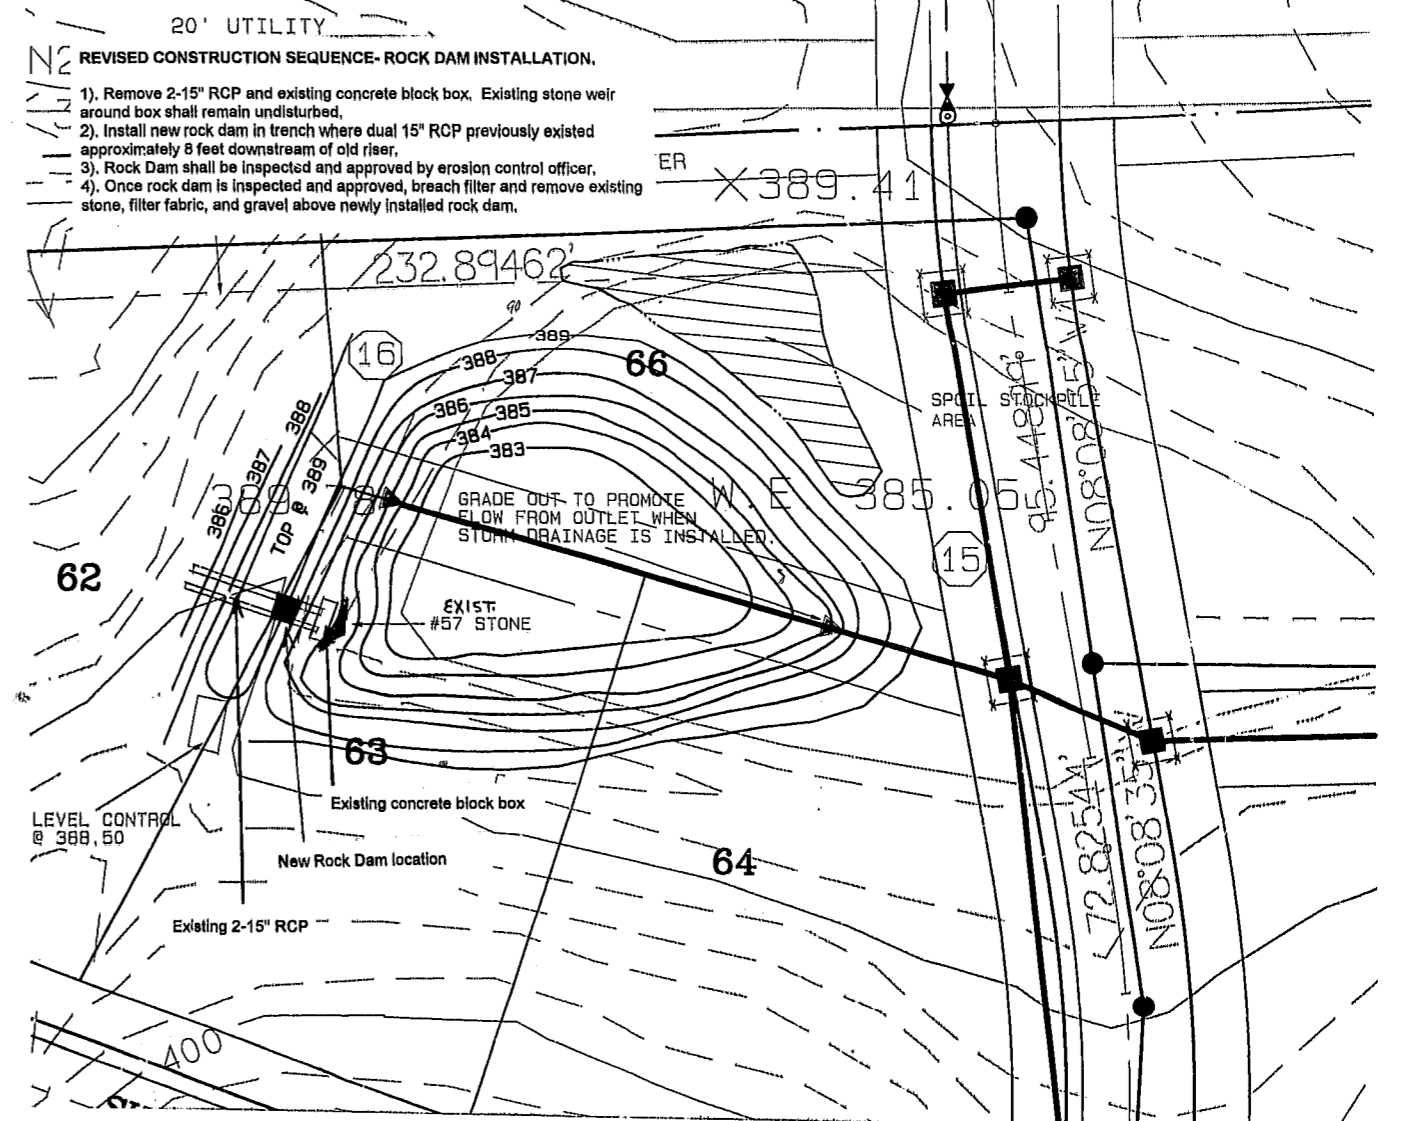 20' UTILITY
N2
REVISED CONSTRUCTION SEQUENCE- ROCK DAM INSTALLATION.
1). Remove 2-15" RCP and existing concrete block box. Existing stone weir
around box shall remain undisturbed.
2). Install new rock dam in trench where dual 15" RCP previously existed
approximately 8 feet downstream of old riser.
3). Rock Dam shall be inspected and approved by erosion control officer.
4). Once rock dam is inspected and approved, breach filter and remove existing
stone, filter fabric, and gravel above newly installed rock dam.
ER
X389.41
232.89462'
90
16
389
388
66
387
386
385
384
383
388
387
386
TOP @ 389
SPOIL STOCKPILE
AREA
95.4489'
N08°08'35" W
GRADE OUT TO PROMOTE
FLOW FROM OUTLET WHEN
STORM DRAINAGE IS INSTALLED.
W.E. 385.05
15
62
EXIST.
#57 STONE
63
Existing concrete block box
LEVEL CONTROL
@ 388.50
New Rock Dam location
64
Existing 2-15" RCP
72.8254'
N08°08'35"
400